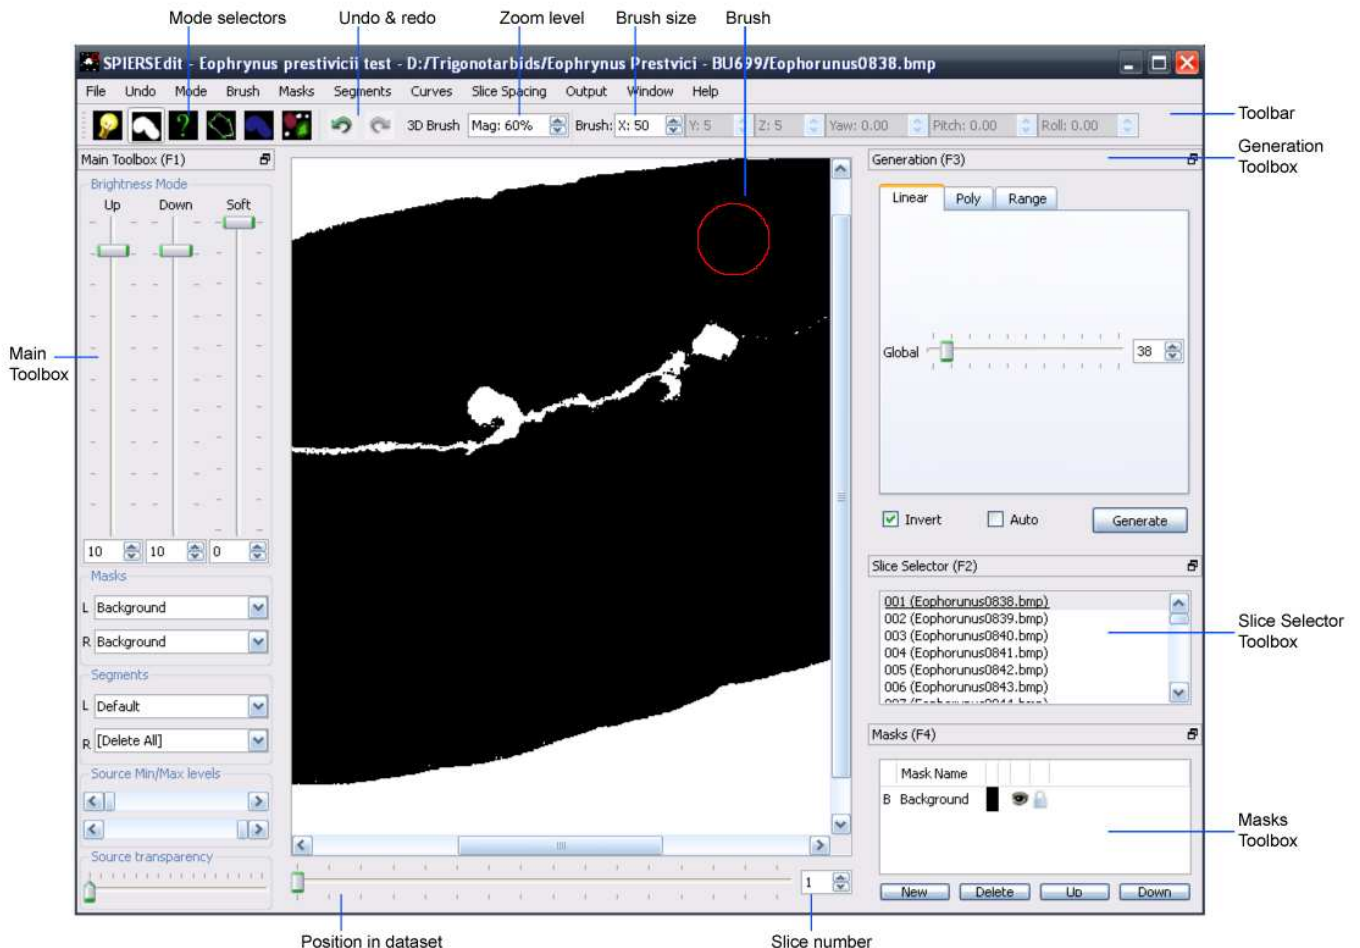 Mode selectors Undo & redo Zoom level Brush size Brush
SPIERSEdit - Eophrynus prestivicii test - D:/Trigonotarbids/Eophrynus Prestvici - BU699/Eophorunus0838.bmp
File Undo Mode Brush Masks Segments Curves Slice Spacing Output Window Help
3D Brush Mag: 60% Brush: X: 50 Y: 5 Z: 5 Yaw: 0.00 Pitch: 0.00 Roll: 0.00
Toolbar
Generation
Toolbox
Main Toolbox (F1)
Brightness Mode
Up Down Soft
10 10 0
Masks
L Background
R Background
Segments
L Default
R [Delete All]
Source Min/Max levels
Source transparency
Main
Toolbox
1
Position in dataset
Slice number
Generation (F3)
Linear Poly Range
Global 38
Invert Auto Generate
Slice Selector (F2)
001 (Eophorunus0838.bmp)
002 (Eophorunus0839.bmp)
003 (Eophorunus0840.bmp)
004 (Eophorunus0841.bmp)
005 (Eophorunus0842.bmp)
006 (Eophorunus0843.bmp)
Slice Selector
Toolbox
Masks (F4)
Mask Name
B Background
New Delete Up Down
Masks
Toolbox